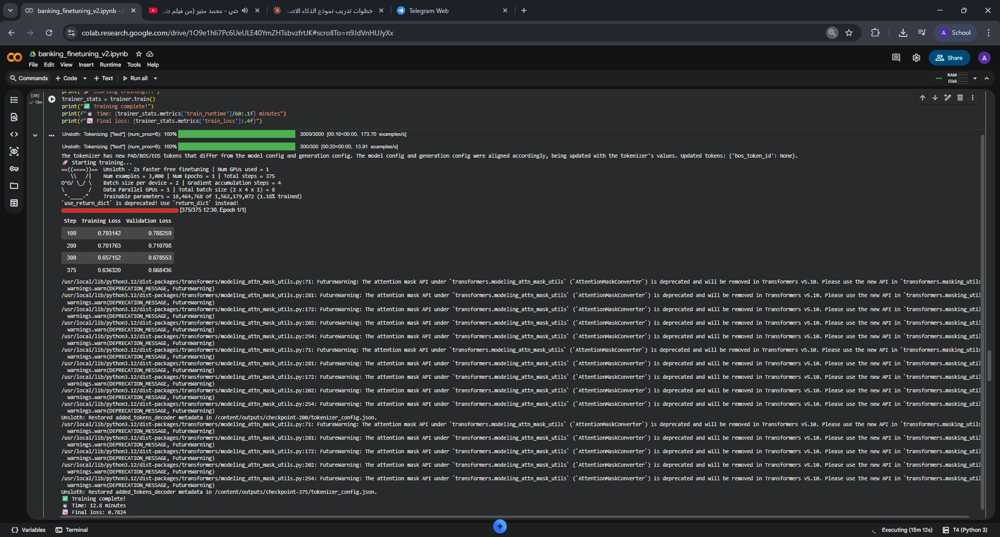 banking_finetuning_v2.ipynb -
ضي - محمد منير (من فيلم ض
خطوات تدريب نموذج الذكاء الاصد
Telegram Web
School
banking_finetuning_v2.ipynb
File Edit View Insert Runtime Tools Help
Share
A
Commands + Code + Text Run all
RAM
Disk
[10]
13m
print("🚀 Starting training...")
trainer_stats = trainer.train()
print("✅ Training complete!")
print(f"⏰ Time: {trainer_stats.metrics['train_runtime']/60:.1f} minutes")
print(f"📉 Final loss: {trainer_stats.metrics['train_loss']:.4f}")
Unsloth: Tokenizing ["text"] (num_proc=6): 100% 3000/3000 [00:18<00:00, 173.70 examples/s]
Unsloth: Tokenizing ["text"] (num_proc=6): 100% 300/300 [00:20<00:00, 13.91 examples/s]
The tokenizer has new PAD/BOS/EOS tokens that differ from the model config and generation config. The model config and generation config were aligned accordingly, being updated with the tokenizer's values. Updated tokens: {'bos_token_id': None}.
🚀 Starting training...
==((====))== Unsloth - 2x faster free finetuning | Num GPUs used = 1
\\ /| Num examples = 3,000 | Num Epochs = 1 | Total steps = 375
O^O/ \_/ \ Batch size per device = 2 | Gradient accumulation steps = 4
\ / Data Parallel GPUs = 1 | Total batch size (2 x 4 x 1) = 8
"-____-" Trainable parameters = 18,464,768 of 1,562,179,072 (1.18% trained)
`use_return_dict` is deprecated! Use `return_dict` instead!
[375/375 12:30, Epoch 1/1]
Step Training Loss Validation Loss
100 0.793142 0.788259
200 0.701763 0.710708
300 0.657152 0.678553
375 0.636320 0.668436
/usr/local/lib/python3.12/dist-packages/transformers/modeling_attn_mask_utils.py:71: FutureWarning: The attention mask API under `transformers.modeling_attn_mask_utils` (`AttentionMaskConverter`) is deprecated and will be removed in Transformers v5.10. Please use the new API in `transformers.masking_utils
warnings.warn(DEPRECATION_MESSAGE, FutureWarning)
/usr/local/lib/python3.12/dist-packages/transformers/modeling_attn_mask_utils.py:281: FutureWarning: The attention mask API under `transformers.modeling_attn_mask_utils` (`AttentionMaskConverter`) is deprecated and will be removed in Transformers v5.10. Please use the new API in `transformers.masking_util
warnings.warn(DEPRECATION_MESSAGE, FutureWarning)
/usr/local/lib/python3.12/dist-packages/transformers/modeling_attn_mask_utils.py:172: FutureWarning: The attention mask API under `transformers.modeling_attn_mask_utils` (`AttentionMaskConverter`) is deprecated and will be removed in Transformers v5.10. Please use the new API in `transformers.masking_util
warnings.warn(DEPRECATION_MESSAGE, FutureWarning)
/usr/local/lib/python3.12/dist-packages/transformers/modeling_attn_mask_utils.py:202: FutureWarning: The attention mask API under `transformers.modeling_attn_mask_utils` (`AttentionMaskConverter`) is deprecated and will be removed in Transformers v5.10. Please use the new API in `transformers.masking_util
warnings.warn(DEPRECATION_MESSAGE, FutureWarning)
/usr/local/lib/python3.12/dist-packages/transformers/modeling_attn_mask_utils.py:254: FutureWarning: The attention mask API under `transformers.modeling_attn_mask_utils` (`AttentionMaskConverter`) is deprecated and will be removed in Transformers v5.10. Please use the new API in `transformers.masking_util
warnings.warn(DEPRECATION_MESSAGE, FutureWarning)
/usr/local/lib/python3.12/dist-packages/transformers/modeling_attn_mask_utils.py:71: FutureWarning: The attention mask API under `transformers.modeling_attn_mask_utils` (`AttentionMaskConverter`) is deprecated and will be removed in Transformers v5.10. Please use the new API in `transformers.masking_utils
warnings.warn(DEPRECATION_MESSAGE, FutureWarning)
/usr/local/lib/python3.12/dist-packages/transformers/modeling_attn_mask_utils.py:281: FutureWarning: The attention mask API under `transformers.modeling_attn_mask_utils` (`AttentionMaskConverter`) is deprecated and will be removed in Transformers v5.10. Please use the new API in `transformers.masking_util
warnings.warn(DEPRECATION_MESSAGE, FutureWarning)
/usr/local/lib/python3.12/dist-packages/transformers/modeling_attn_mask_utils.py:172: FutureWarning: The attention mask API under `transformers.modeling_attn_mask_utils` (`AttentionMaskConverter`) is deprecated and will be removed in Transformers v5.10. Please use the new API in `transformers.masking_util
warnings.warn(DEPRECATION_MESSAGE, FutureWarning)
/usr/local/lib/python3.12/dist-packages/transformers/modeling_attn_mask_utils.py:202: FutureWarning: The attention mask API under `transformers.modeling_attn_mask_utils` (`AttentionMaskConverter`) is deprecated and will be removed in Transformers v5.10. Please use the new API in `transformers.masking_util
warnings.warn(DEPRECATION_MESSAGE, FutureWarning)
/usr/local/lib/python3.12/dist-packages/transformers/modeling_attn_mask_utils.py:254: FutureWarning: The attention mask API under `transformers.modeling_attn_mask_utils` (`AttentionMaskConverter`) is deprecated and will be removed in Transformers v5.10. Please use the new API in `transformers.masking_util
warnings.warn(DEPRECATION_MESSAGE, FutureWarning)
Unsloth: Restored added_tokens_decoder metadata in /content/outputs/checkpoint-200/tokenizer_config.json.
/usr/local/lib/python3.12/dist-packages/transformers/modeling_attn_mask_utils.py:71: FutureWarning: The attention mask API under `transformers.modeling_attn_mask_utils` (`AttentionMaskConverter`) is deprecated and will be removed in Transformers v5.10. Please use the new API in `transformers.masking_utils
warnings.warn(DEPRECATION_MESSAGE, FutureWarning)
/usr/local/lib/python3.12/dist-packages/transformers/modeling_attn_mask_utils.py:281: FutureWarning: The attention mask API under `transformers.modeling_attn_mask_utils` (`AttentionMaskConverter`) is deprecated and will be removed in Transformers v5.10. Please use the new API in `transformers.masking_util
warnings.warn(DEPRECATION_MESSAGE, FutureWarning)
/usr/local/lib/python3.12/dist-packages/transformers/modeling_attn_mask_utils.py:172: FutureWarning: The attention mask API under `transformers.modeling_attn_mask_utils` (`AttentionMaskConverter`) is deprecated and will be removed in Transformers v5.10. Please use the new API in `transformers.masking_util
warnings.warn(DEPRECATION_MESSAGE, FutureWarning)
/usr/local/lib/python3.12/dist-packages/transformers/modeling_attn_mask_utils.py:202: FutureWarning: The attention mask API under `transformers.modeling_attn_mask_utils` (`AttentionMaskConverter`) is deprecated and will be removed in Transformers v5.10. Please use the new API in `transformers.masking_util
warnings.warn(DEPRECATION_MESSAGE, FutureWarning)
/usr/local/lib/python3.12/dist-packages/transformers/modeling_attn_mask_utils.py:254: FutureWarning: The attention mask API under `transformers.modeling_attn_mask_utils` (`AttentionMaskConverter`) is deprecated and will be removed in Transformers v5.10. Please use the new API in `transformers.masking_util
warnings.warn(DEPRECATION_MESSAGE, FutureWarning)
Unsloth: Restored added_tokens_decoder metadata in /content/outputs/checkpoint-375/tokenizer_config.json.
✅ Training complete!
⏰ Time: 12.8 minutes
📉 Final loss: 0.7824
Variables Terminal
Executing (15m 12s) T4 (Python 3)